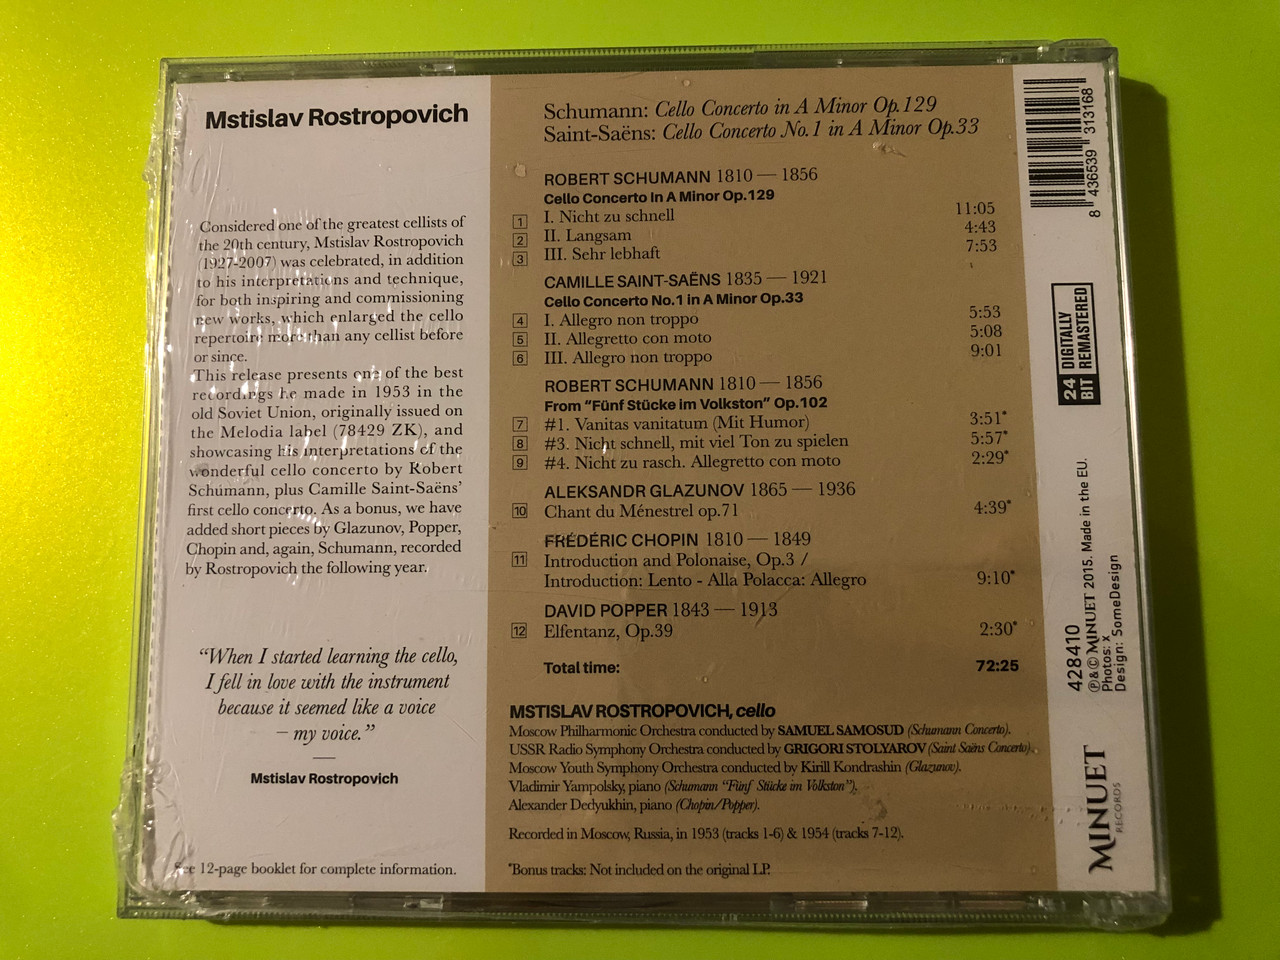 Mstislav Rostropovich
Considered one of the greatest cellists of
the 20th century, Mstislav Rostropovich
(1927-2007) was celebrated, in addition
to his interpretations and technique,
for both inspiring and commissioning
new works, which enlarged the cello
repertoire more than any cellist before
or since.
This release presents one of the best
recordings he made in 1953 in the
old Soviet Union, originally issued on
the Melodia label (78429 ZK), and
showcasing his interpretations of the
wonderful cello concerto by Robert
Schumann, plus Camille Saint-Saëns'
first cello concerto. As a bonus, we have
added short pieces by Glazunov, Popper,
Chopin and, again, Schumann, recorded
by Rostropovich the following year.
“When I started learning the cello,
I fell in love with the instrument
because it seemed like a voice
– my voice.”
Mstislav Rostropovich
See 12-page booklet for complete information.
Schumann: Cello Concerto in A Minor Op.129
Saint-Saëns: Cello Concerto No.1 in A Minor Op.33
ROBERT SCHUMANN 1810 — 1856
Cello Concerto In A Minor Op.129
1 I. Nicht zu schnell 11:05
2 II. Langsam 4:43
3 III. Sehr lebhaft 7:53
CAMILLE SAINT-SAËNS 1835 — 1921
Cello Concerto No.1 in A Minor Op.33
4 I. Allegro non troppo 5:53
5 II. Allegretto con moto 5:08
6 III. Allegro non troppo 9:01
ROBERT SCHUMANN 1810 — 1856
From “Fünf Stücke im Volkston” Op.102
7 #1. Vanitas vanitatum (Mit Humor) 3:51*
8 #3. Nicht schnell, mit viel Ton zu spielen 5:57*
9 #4. Nicht zu rasch. Allegretto con moto 2:29*
ALEKSANDR GLAZUNOV 1865 — 1936
10 Chant du Ménestrel op.71 4:39*
FRÉDÉRIC CHOPIN 1810 — 1849
11 Introduction and Polonaise, Op.3 /
Introduction: Lento - Alla Polacca: Allegro 9:10*
DAVID POPPER 1843 — 1913
12 Elfentanz, Op.39 2:30*
Total time: 72:25
MSTISLAV ROSTROPOVICH, cello
Moscow Philharmonic Orchestra conducted by SAMUEL SAMOSUD (Schumann Concerto).
USSR Radio Symphony Orchestra conducted by GRIGORI STOLYAROV (Saint Saëns Concerto).
Moscow Youth Symphony Orchestra conducted by Kirill Kondrashin (Glazunov).
Vladimir Yampolsky, piano (Schumann “Fünf Stücke im Volkston”).
Alexander Dedyukhin, piano (Chopin/Popper).
Recorded in Moscow, Russia, in 1953 (tracks 1-6) & 1954 (tracks 7-12).
*Bonus tracks: Not included on the original LP.
8 436539 313168
24 BIT
DIGITALLY
REMASTERED
428410
℗&© MINUET 2015. Made in the EU.
Photos: x
Design: SomeDesign
MINUET
RECORDS